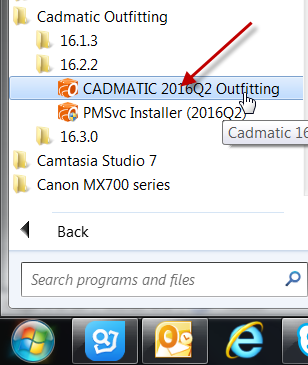 Cadmatic Outfitting
16.1.3
16.2.2
CADMATIC 2016Q2 Outfitting
PMSvc Installer (2016Q2)
16.3.0
Cadmatic 16
Camtasia Studio 7
Canon MX700 series
Back
Search programs and files